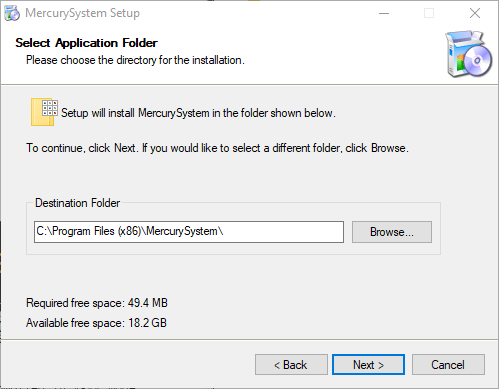 MercurySystem Setup
Select Application Folder
Please choose the directory for the installation.
Setup will install MercurySystem in the folder shown below.
To continue, click Next. If you would like to select a different folder, click Browse.
Destination Folder
C:\Program Files (x86)\MercurySystem\
Browse...
Required free space: 49.4 MB
Available free space: 18.2 GB
< Back
Next >
Cancel